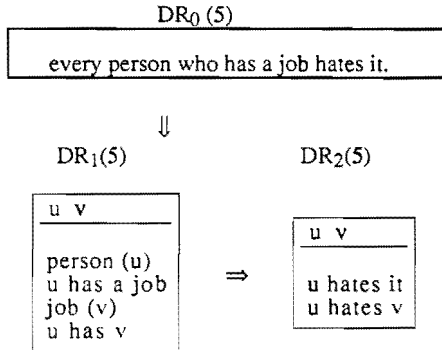 DR₀ (5)
every person who has a job hates it.
⇓
DR₁(5) DR₂(5)
u v
person (u)
u has a job
job (v)
u has v
⇒
u v
u hates it
u hates v